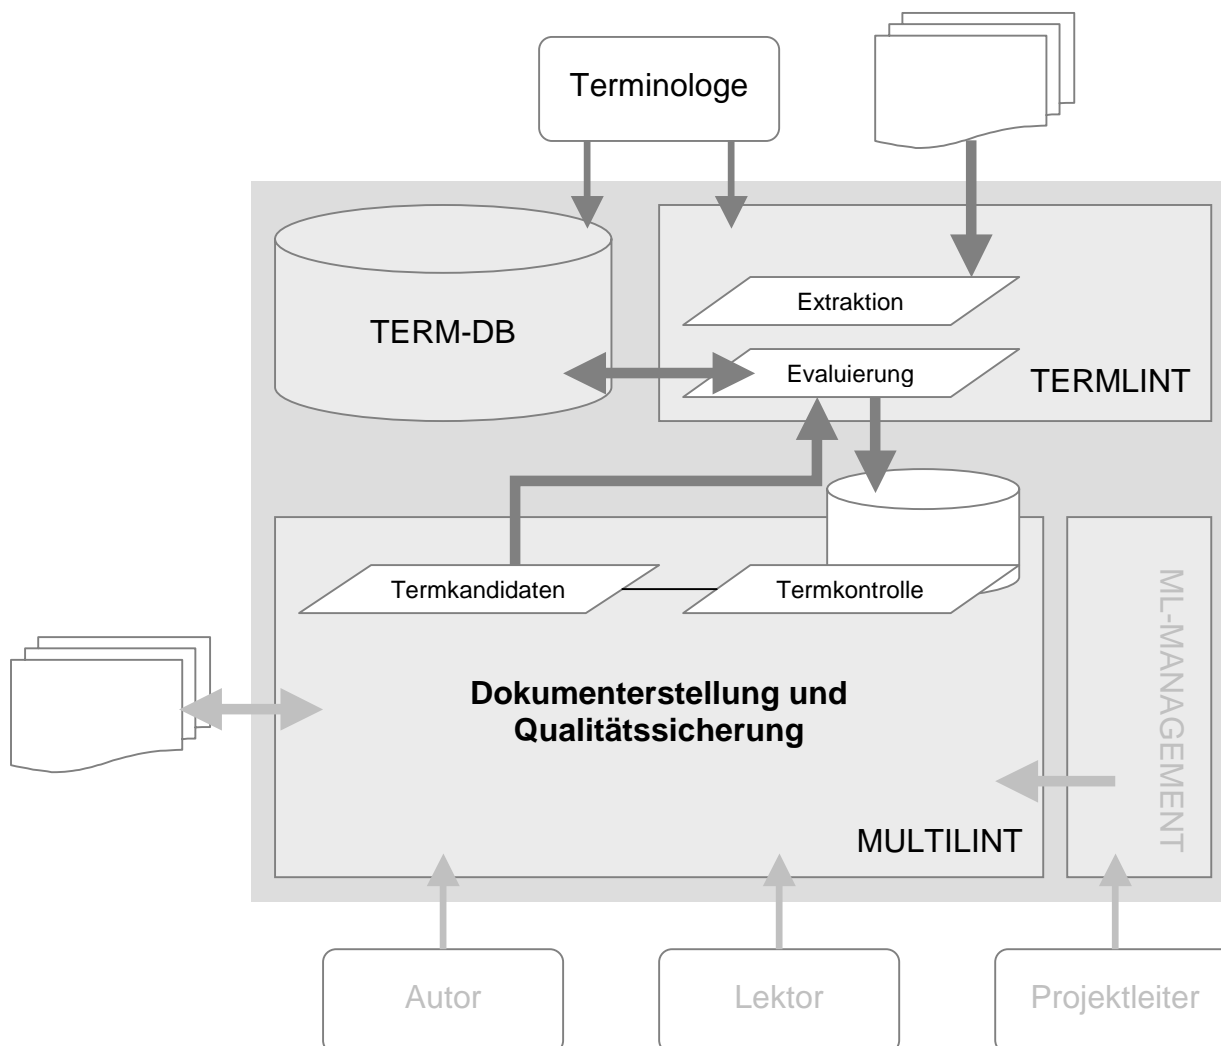 Terminologe
Extraktion
TERM-DB
Evaluierung
TERMLINT
Termkandidaten
Termkontrolle
Dokumenterstellung und
Qualitätssicherung
ML-MANAGEMENT
MULTILINT
Autor
Lektor
Projektleiter